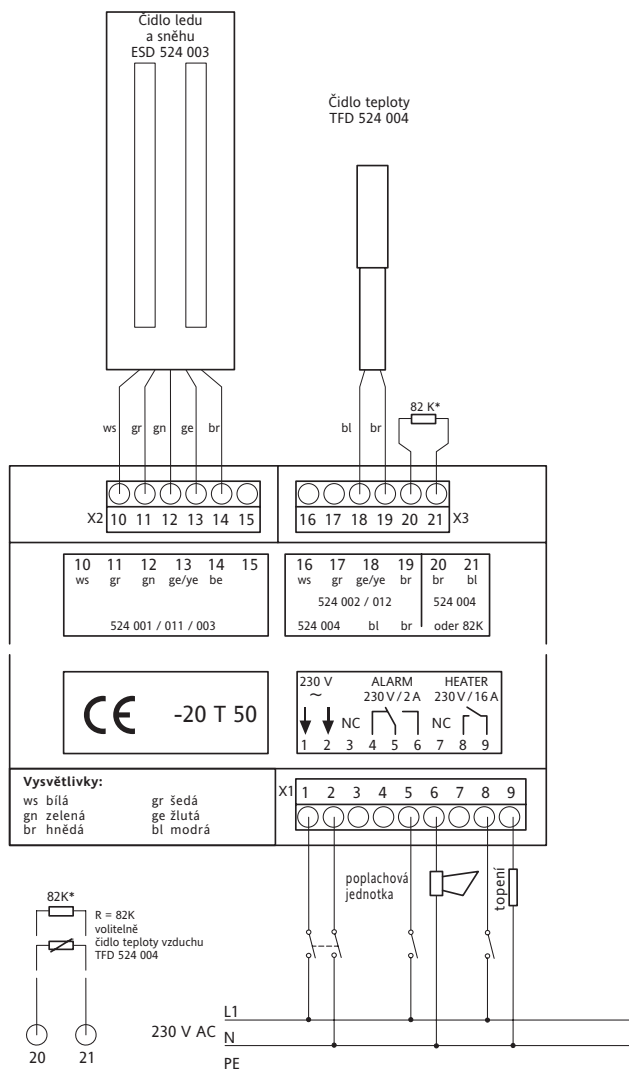 Čidlo ledu
a sněhu
ESD 524 003
Čidlo teploty
TFD 524 004
82 K*
ws gr gn ge br
bl br
X2 10 11 12 13 14 15
16 17 18 19 20 21 X3
10 11 12 13 14 15
ws gr gn ge/ye be
524 001 / 011 / 003
16 17 18 19 20 21
ws gr ge/ye br br bl
524 002 / 012 524 004
524 004 bl br oder 82K
CE -20 T 50
230 V ALARM HEATER
~ 230 V / 2 A 230 V / 16 A
NC NC
1 2 3 4 5 6 7 8 9
Vysvětlivky:
ws bílá gr šedá
gn zelená ge žlutá
br hnědá bl modrá
X1 1 2 3 4 5 6 7 8 9
poplachová
jednotka
topení
82K*
R = 82K
volitelně
čidlo teploty vzduchu
TFD 524 004
20 21
230 V AC
L1
N
PE